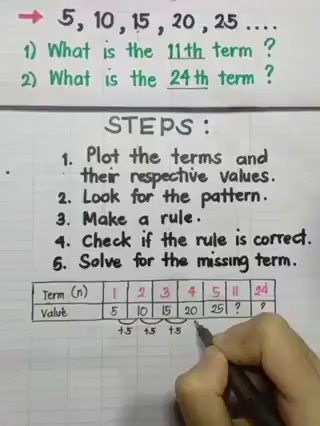 → 5, 10, 15, 20, 25 ....
1) What is the 11th term ?
2) What is the 24th term ?
STEPS :
1. Plot the terms and
their respective values.
2. Look for the pattern.
3. Make a rule.
4. Check if the rule is correct.
5. Solve for the missing term.
Term (n) 1 2 3 4 5 11 24
Value 5 10 15 20 25 ? ?
+5 +5 +5